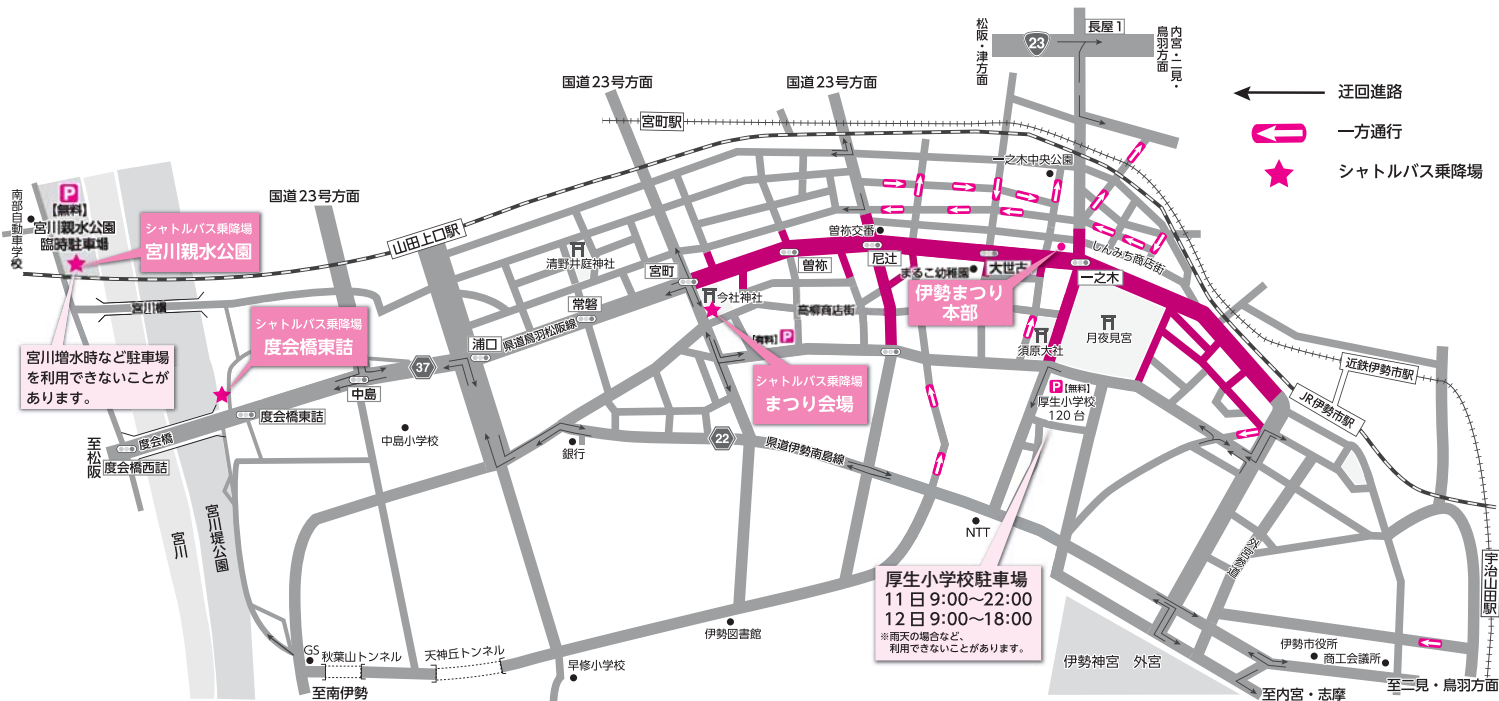 国道23号方面
国道23号方面
国道23号方面
宮町駅
松阪・津方面
23
長屋1
内宮・二見・
鳥羽方面
迂回進路
一方通行
シャトルバス乗降場
一之木中央公園
南部自動車学校
P
【無料】
宮川親水公園
臨時駐車場
シャトルバス乗降場
宮川親水公園
山田上口駅
清野井庭神社
宮町
曽祢交番
曽祢
尼辻
まるこ幼稚園
大世古
しんみち商店街
一之木
伊勢まつり
本部
今社神社
高柳商店街
【有料】
P
須原大社
月夜見宮
宮川橋
常磐
県道鳥羽松阪線
浦口
シャトルバス乗降場
度会橋東詰
宮川増水時など駐車場
を利用できないことが
あります。
37
中島
シャトルバス乗降場
まつり会場
P
【無料】
厚生小学校
120台
近鉄伊勢市駅
JR伊勢市駅
度会橋東詰
度会橋
度会橋西詰
至松阪
中島小学校
銀行
22
県道伊勢南島線
宮川
宮川堤公園
NTT
外宮参道
宇治山田駅
厚生小学校駐車場
11日9:00〜22:00
12日9:00〜18:00
※雨天の場合など、
利用できないことがあります。
伊勢図書館
GS
秋葉山トンネル
天神丘トンネル
早修小学校
至南伊勢
伊勢神宮 外宮
伊勢市役所
商工会議所
至二見・鳥羽方面
至内宮・志摩